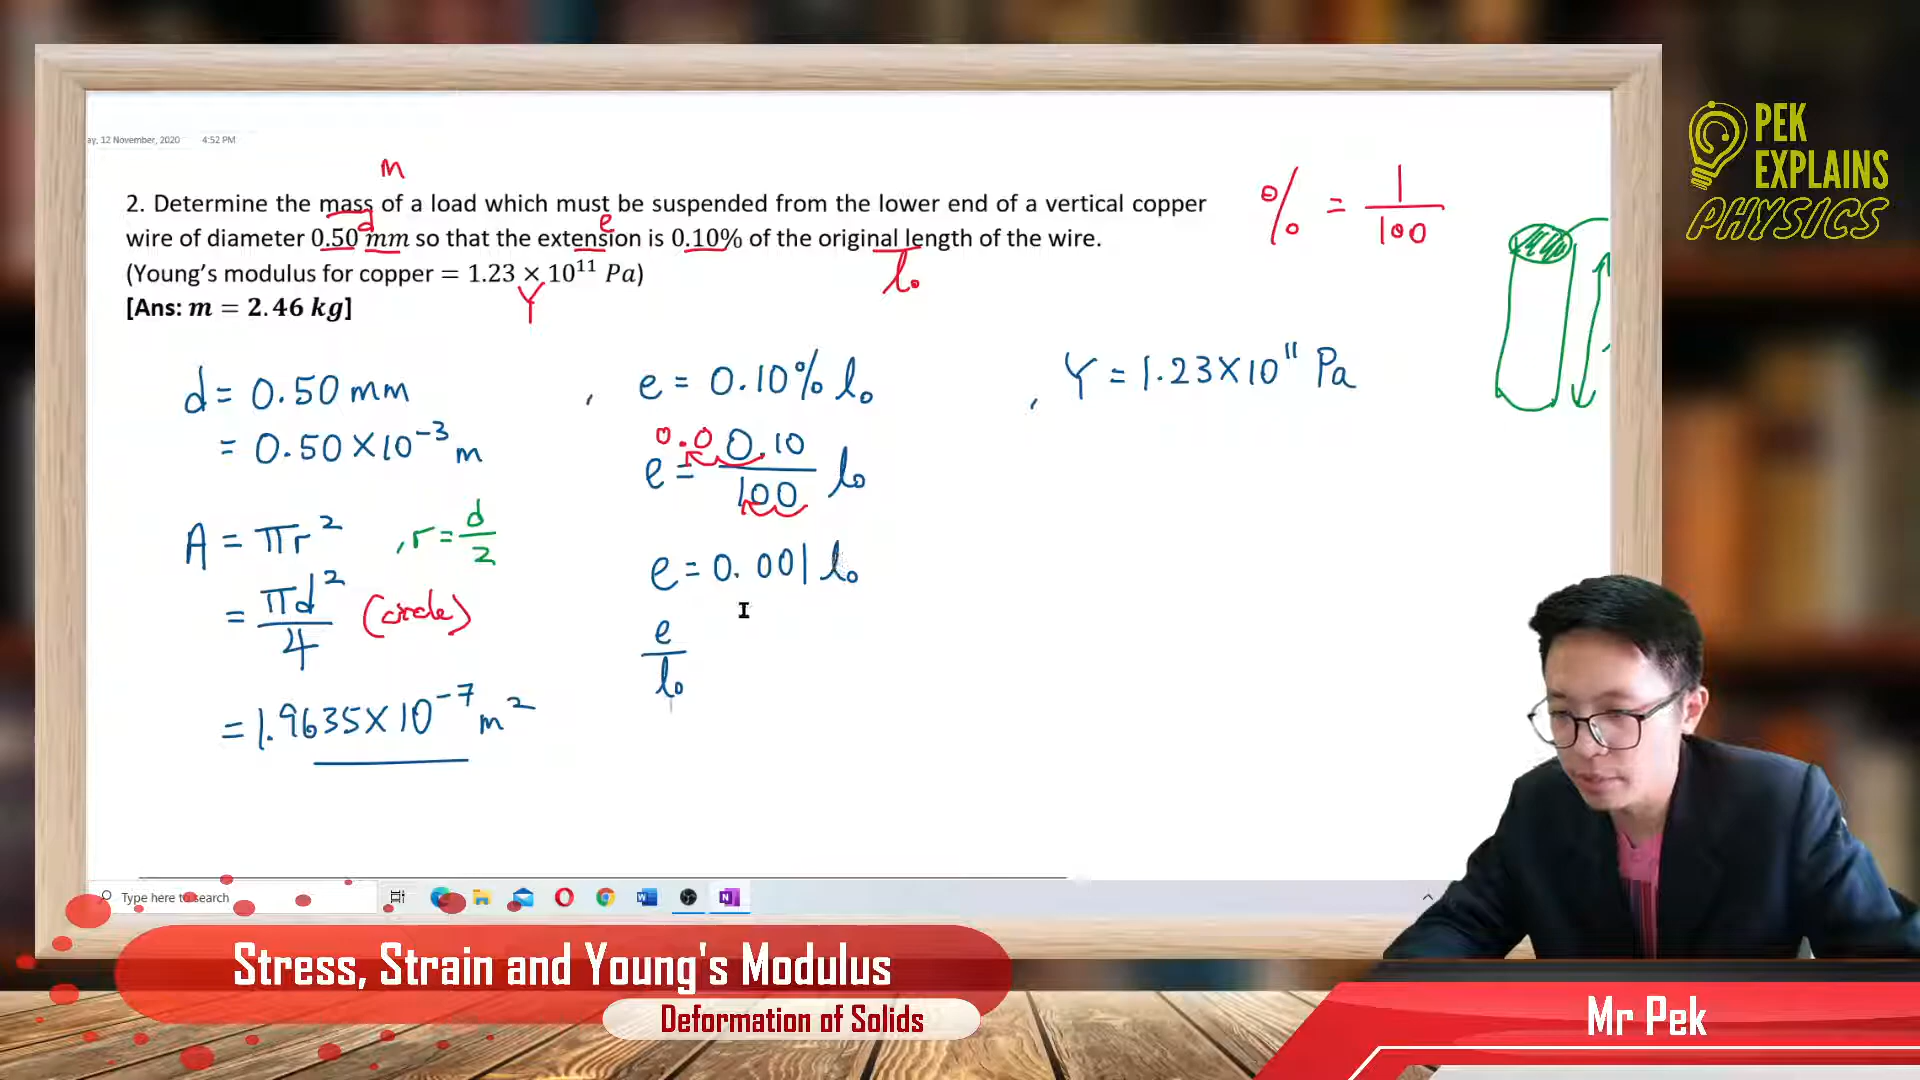 ay, 12 November, 2020 4:52 PM
m
2. Determine the mass of a load which must be suspended from the lower end of a vertical copper
d e
wire of diameter 0.50 mm so that the extension is 0.10% of the original length of the wire.
(Young's modulus for copper = 1.23 × 10¹¹ Pa)
Y l₀
[Ans: m = 2.46 kg]
% = 1/100
d = 0.50 mm
= 0.50 × 10⁻³ m
A = πr² , r = d/2
= πd²/4 (circle)
= 1.9635 × 10⁻⁷ m²
, e = 0.10% l₀
0.0
e = 0.10/100 l₀
e = 0.001 l₀
e/l₀
, Y = 1.23 × 10¹¹ Pa
PEK
EXPLAINS
PHYSICS
Type here to search
Stress, Strain and Young's Modulus
Deformation of Solids
Mr Pek